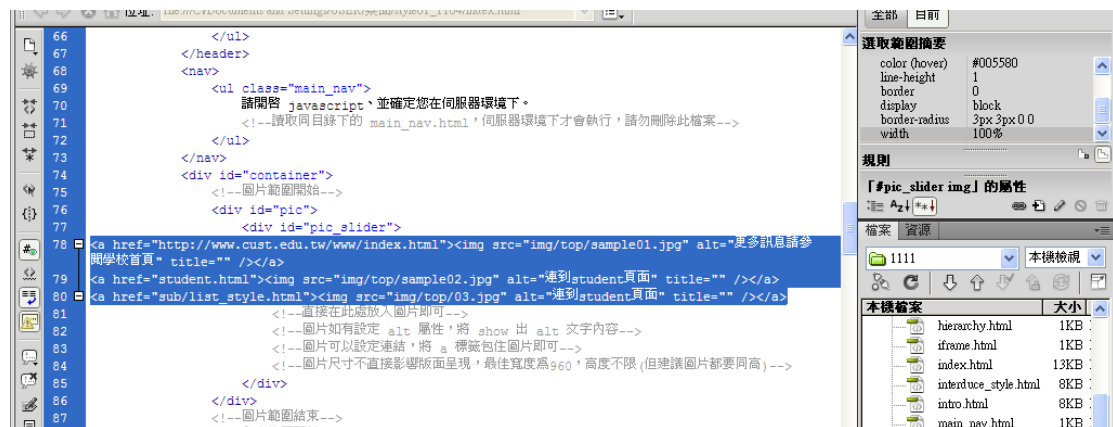 全部 目前
66 </ul>
67 </header>
68 <nav>
69 <ul class="main_nav">
70 請開啓 javascript、並確定您在伺服器環境下。
71 <!--讀取同目錄下的 main_nav.html，伺服器環境下才會執行，請勿刪除此檔案-->
72 </ul>
73 </nav>
74 <div id="container">
75 <!--圖片範圍開始-->
76 <div id="pic">
77 <div id="pic_slider">
78 <a href="http://www.cust.edu.tw/www/index.html"><img src="img/top/sample01.jpg" alt="更多訊息請參
閱學校首頁" title="" /></a>
79 <a href="student.html"><img src="img/top/sample02.jpg" alt="連到student頁面" title="" /></a>
80 <a href="sub/list_style.html"><img src="img/top/03.jpg" alt="連到student頁面" title="" /></a>
81 <!--直接在此處放入圖片即可-->
82 <!--圖片如有設定 alt 屬性，將 show 出 alt 文字內容-->
83 <!--圖片可以設定連結，將 a 標籤包住圖片即可-->
84 <!--圖片尺寸不直接影響版面呈現，最佳寬度爲960，高度不限(但建議圖片都要同高)-->
85 </div>
86 </div>
87 <!--圖片範圍結束-->
選取範圍摘要
color (hover) #005580
line-height 1
border 0
display block
border-radius 3px 3px 0 0
width 100%
規則
「#pic_slider img」的屬性
檔案 資源
1111 本機檢視
本機檔案 大小
hierarchy.html 1KB
iframe.html 1KB
index.html 13KB
interduce_style.html 8KB
intro.html 8KB
main_nav.html 1KB